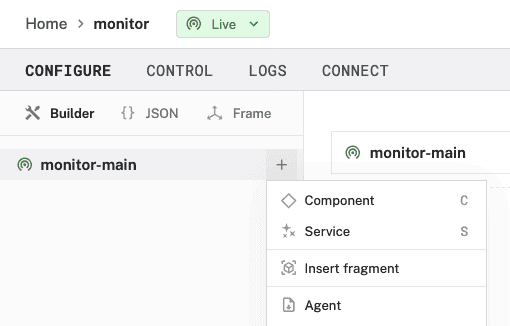 Home > monitor Live
CONFIGURE CONTROL LOGS CONNECT
Builder {} JSON Frame
monitor-main +
monitor-main
Component C
Service S
Insert fragment
Agent